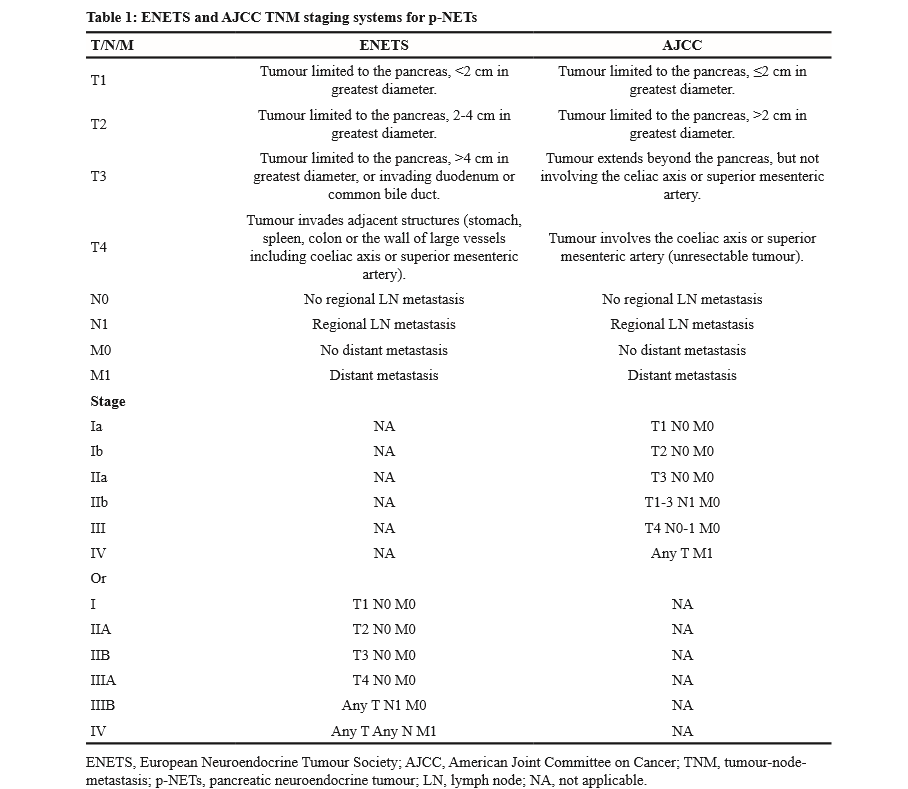 Table 1: ENETS and AJCC TNM staging systems for p-NETs
T/N/M ENETS AJCC
T1 Tumour limited to the pancreas, <2 cm in greatest diameter. Tumour limited to the pancreas, ≤2 cm in greatest diameter.
T2 Tumour limited to the pancreas, 2-4 cm in greatest diameter. Tumour limited to the pancreas, >2 cm in greatest diameter.
T3 Tumour limited to the pancreas, >4 cm in greatest diameter, or invading duodenum or common bile duct. Tumour extends beyond the pancreas, but not involving the celiac axis or superior mesenteric artery.
T4 Tumour invades adjacent structures (stomach, spleen, colon or the wall of large vessels including coeliac axis or superior mesenteric artery). Tumour involves the coeliac axis or superior mesenteric artery (unresectable tumour).
N0 No regional LN metastasis No regional LN metastasis
N1 Regional LN metastasis Regional LN metastasis
M0 No distant metastasis No distant metastasis
M1 Distant metastasis Distant metastasis
Stage
Ia NA T1 N0 M0
Ib NA T2 N0 M0
IIa NA T3 N0 M0
IIb NA T1-3 N1 M0
III NA T4 N0-1 M0
IV NA Any T M1
Or
I T1 N0 M0 NA
IIA T2 N0 M0 NA
IIB T3 N0 M0 NA
IIIA T4 N0 M0 NA
IIIB Any T N1 M0 NA
IV Any T Any N M1 NA
ENETS, European Neuroendocrine Tumour Society; AJCC, American Joint Committee on Cancer; TNM, tumour-node-
metastasis; p-NETs, pancreatic neuroendocrine tumour; LN, lymph node; NA, not applicable.